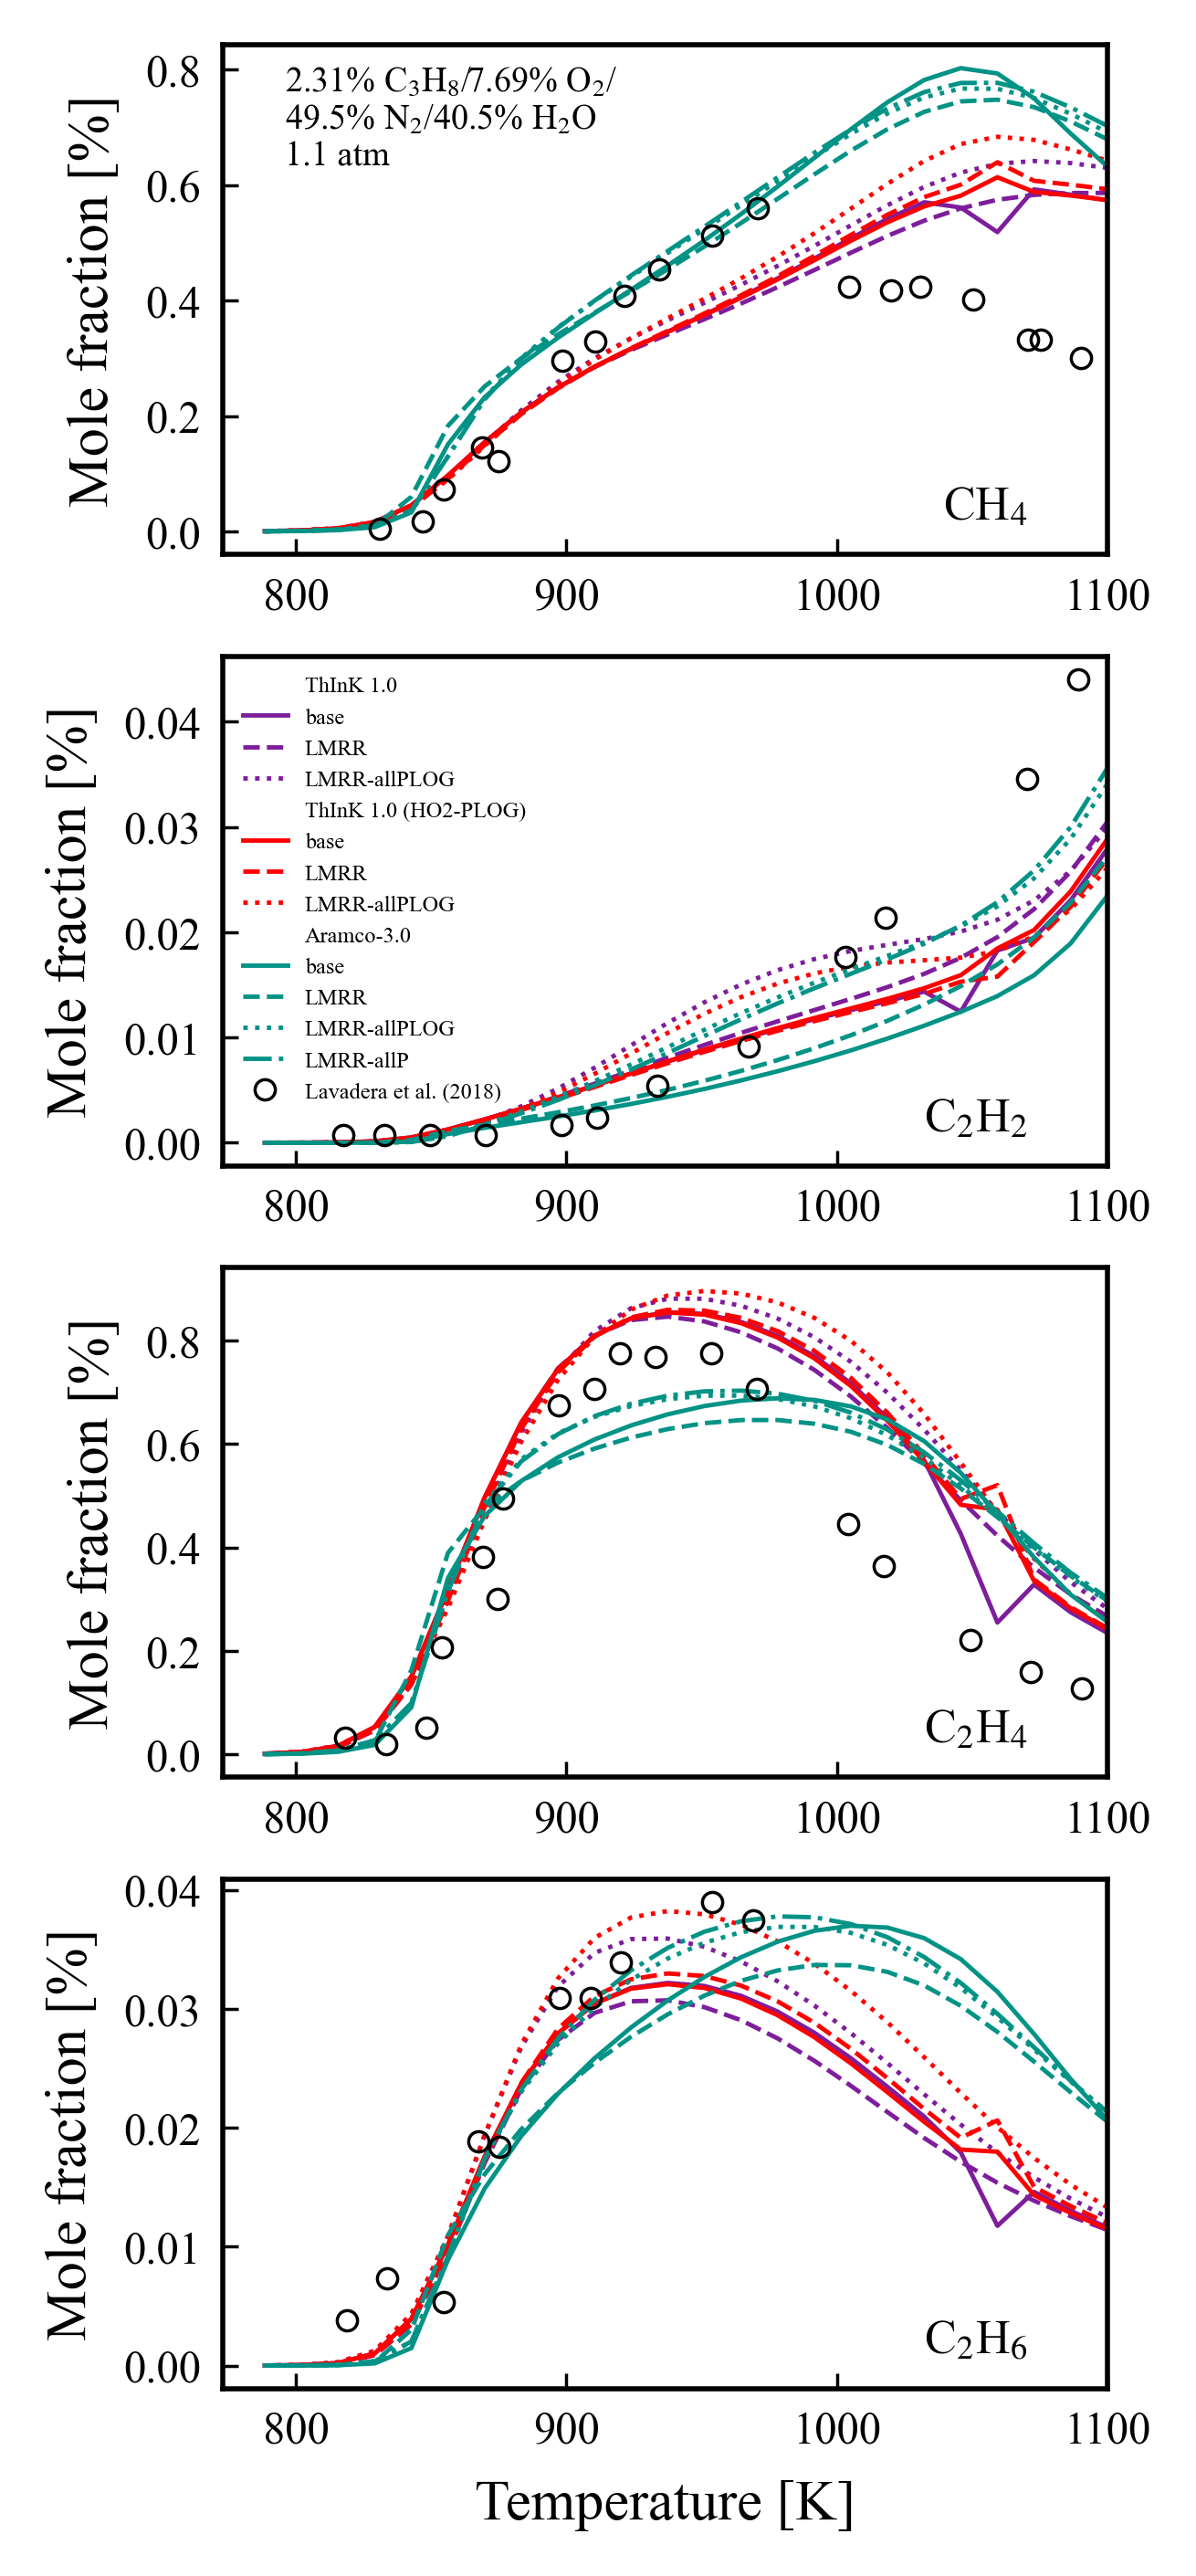 0.8
0.6
0.4
0.2
0.0
Mole fraction [%]
2.31% C₃H₈/7.69% O₂/
49.5% N₂/40.5% H₂O
1.1 atm
CH₄
800 900 1000 1100
0.04
0.03
0.02
0.01
0.00
Mole fraction [%]
ThInK 1.0
base
LMRR
LMRR-allPLOG
ThInK 1.0 (HO2-PLOG)
base
LMRR
LMRR-allPLOG
Aramco-3.0
base
LMRR
LMRR-allPLOG
LMRR-allP
Lavadera et al. (2018)
C₂H₂
800 900 1000 1100
0.8
0.6
0.4
0.2
0.0
Mole fraction [%]
C₂H₄
800 900 1000 1100
0.04
0.03
0.02
0.01
0.00
Mole fraction [%]
C₂H₆
800 900 1000 1100
Temperature [K]